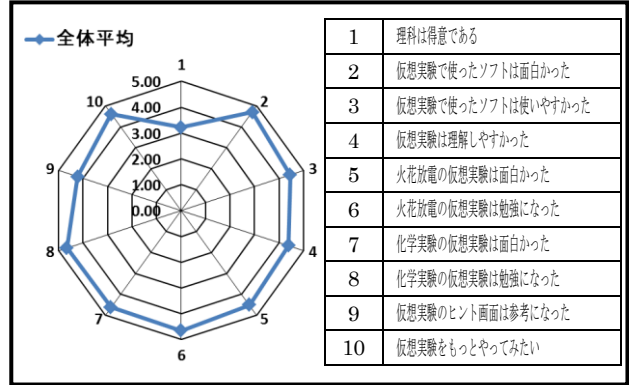 全体平均
1
2
3
4
5
6
7
8
9
10
5.00
4.00
3.00
2.00
1.00
0.00
1 理科は得意である
2 仮想実験で使ったソフトは面白かった
3 仮想実験で使ったソフトは使いやすかった
4 仮想実験は理解しやすかった
5 火花放電の仮想実験は面白かった
6 火花放電の仮想実験は勉強になった
7 化学実験の仮想実験は面白かった
8 化学実験の仮想実験は勉強になった
9 仮想実験のヒント画面は参考になった
10 仮想実験をもっとやってみたい